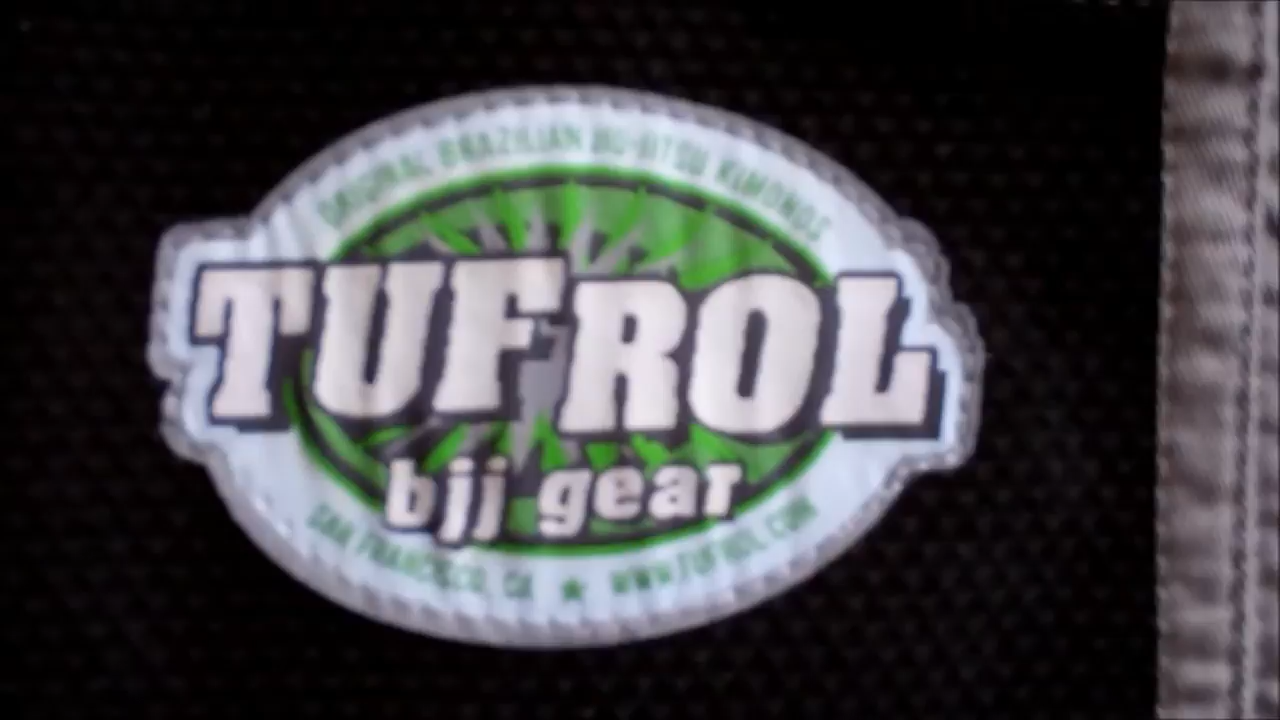 ORIGINAL BRAZILIAN JIU-JITSU KIMONOS
TUFROL
bjj gear
SAN FRANCISCO, CA ★ WWW.TUFROL.COM